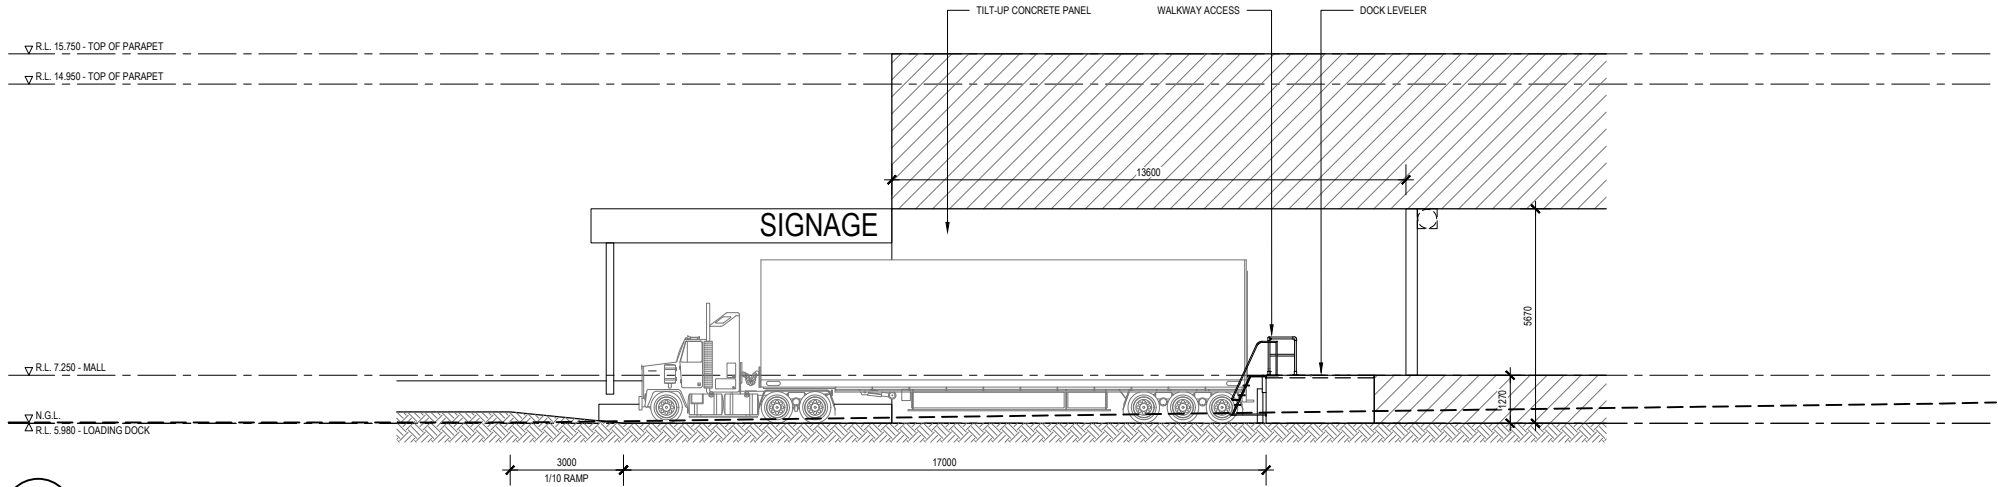 TILT-UP CONCRETE PANEL
WALKWAY ACCESS
DOCK LEVELER
R.L. 15.750 - TOP OF PARAPET
R.L. 14.950 - TOP OF PARAPET
13600
SIGNAGE
5670
R.L. 7.250 - MALL
1270
N.G.L.
R.L. 5.980 - LOADING DOCK
3000
17000
1/10 RAMP